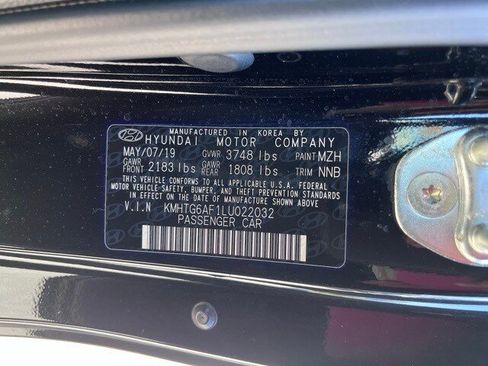 MANUFACTURED IN KOREA BY
HYUNDAI MOTOR COMPANY
MAY/07/19 GVWR 3748 lbs PAINT MZH
GAWR FRONT 2183 lbs GAWR REAR 1808 lbs TRIM NNB
THIS VEHICLE CONFORMS TO ALL APPLICABLE U.S.A. FEDERAL
MOTOR VEHICLE SAFETY, BUMPER, AND THEFT PREVENTION STANDARDS
IN EFFECT ON THE DATE OF MANUFACTURE SHOWN ABOVE
V.I.N KMHTG6AF1LU022032
PASSENGER CAR